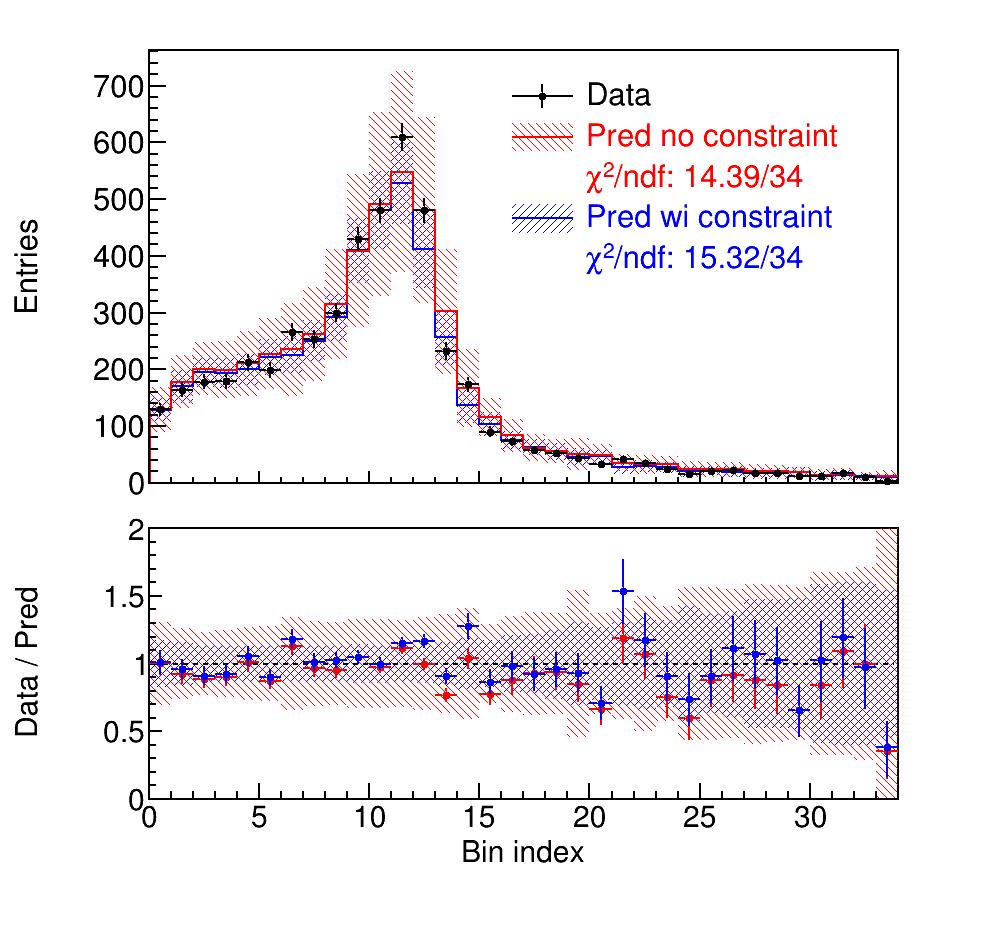 Entries
700
600
500
400
300
200
100
0
Data
Pred no constraint
χ²/ndf: 14.39/34
Pred wi constraint
χ²/ndf: 15.32/34
Data / Pred
2
1.5
1
0.5
0
0 5 10 15 20 25 30
Bin index